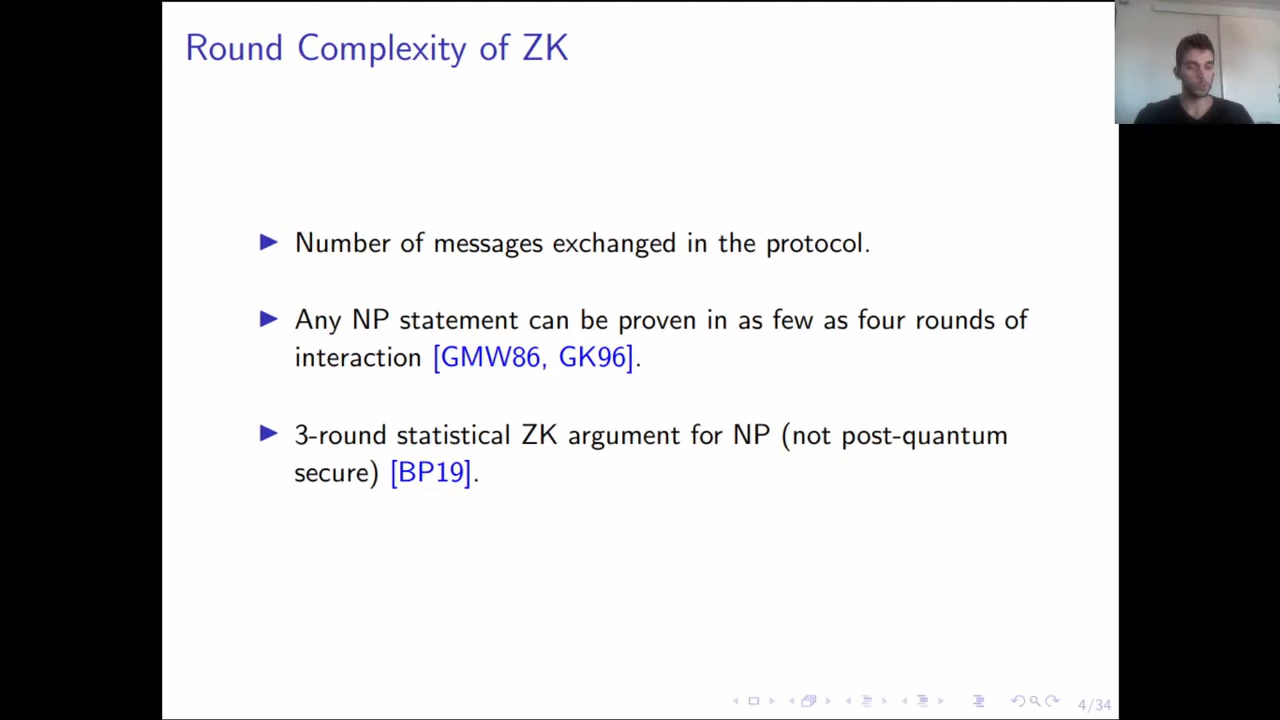 Round Complexity of ZK
Number of messages exchanged in the protocol.
Any NP statement can be proven in as few as four rounds of
interaction [GMW86, GK96].
3-round statistical ZK argument for NP (not post-quantum
secure) [BP19].
4/34